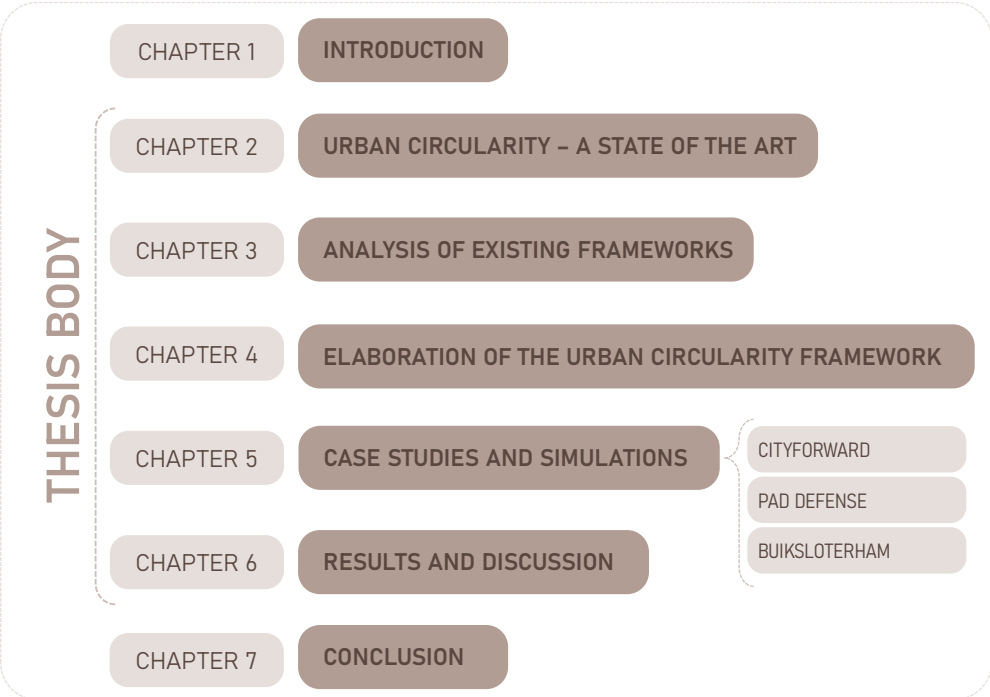 CHAPTER 1
INTRODUCTION
THESIS BODY
CHAPTER 2
URBAN CIRCULARITY – A STATE OF THE ART
CHAPTER 3
ANALYSIS OF EXISTING FRAMEWORKS
CHAPTER 4
ELABORATION OF THE URBAN CIRCULARITY FRAMEWORK
CHAPTER 5
CASE STUDIES AND SIMULATIONS
CITYFORWARD
PAD DEFENSE
BUIKSLOTERHAM
CHAPTER 6
RESULTS AND DISCUSSION
CHAPTER 7
CONCLUSION